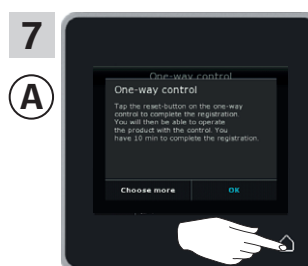 7
A
One-way control
One-way control
Tap the reset-button on the one-way
control to complete the registration.
You will then be able to operate
the product with the control. You
have 10 min to complete the registration.
Choose more
OK